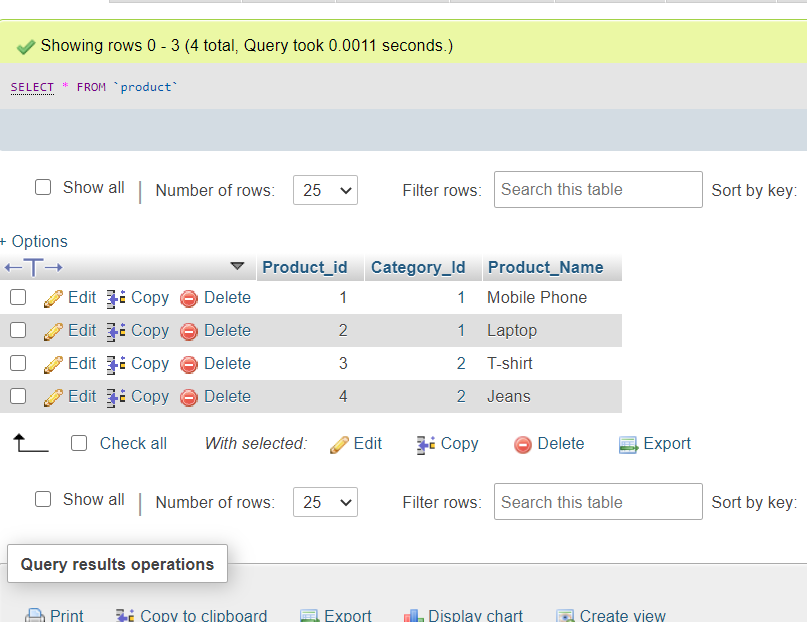 Showing rows 0 - 3 (4 total, Query took 0.0011 seconds.)
SELECT * FROM `product`
Show all Number of rows: 25 Filter rows: Search this table Sort by key:
+ Options
←T→ Product_id Category_Id Product_Name
Edit Copy Delete 1 1 Mobile Phone
Edit Copy Delete 2 1 Laptop
Edit Copy Delete 3 2 T-shirt
Edit Copy Delete 4 2 Jeans
Check all With selected: Edit Copy Delete Export
Show all Number of rows: 25 Filter rows: Search this table Sort by key:
Query results operations
Print Copy to clipboard Export Display chart Create view